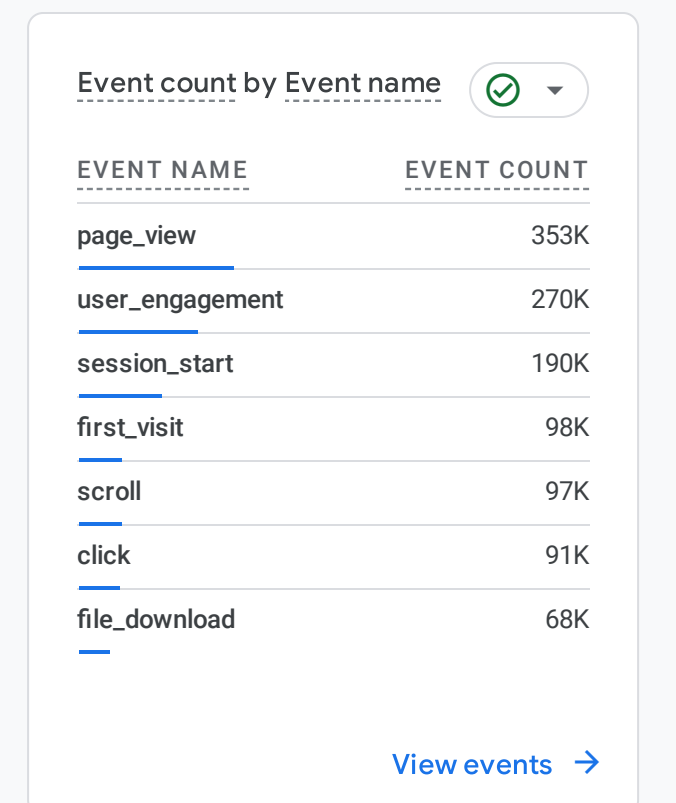 Event count by Event name
EVENT NAME EVENT COUNT
page_view 353K
user_engagement 270K
session_start 190K
first_visit 98K
scroll 97K
click 91K
file_download 68K
View events